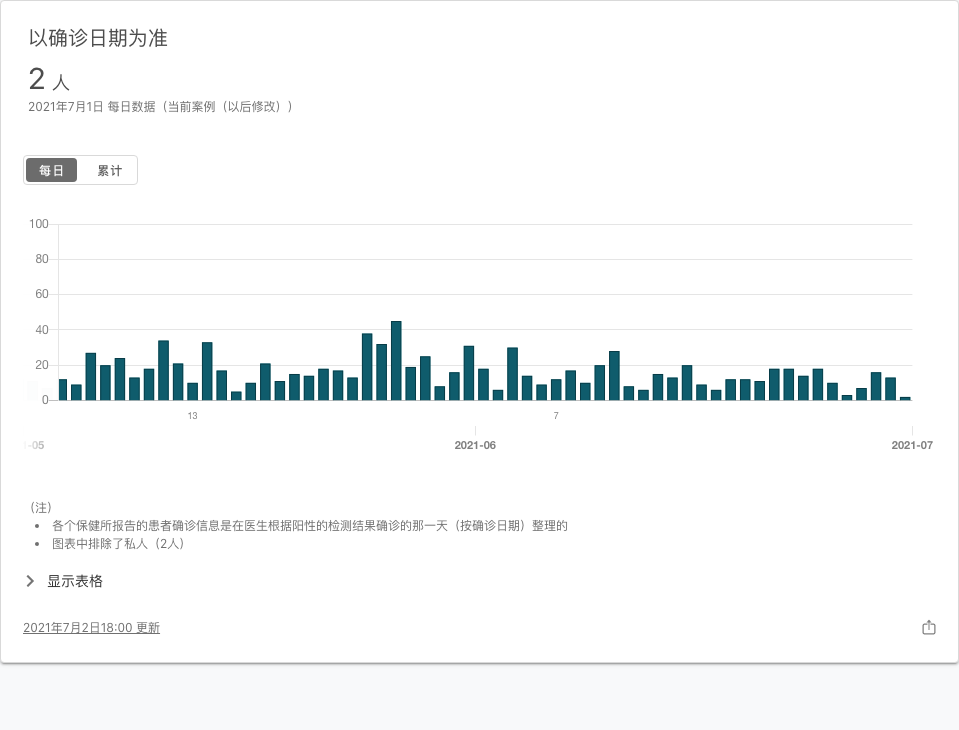 以确诊日期为准
2 人
2021年7月1日 每日数据（当前案例（以后修改））
每日 累计
100
80
60
40
20
0
13 7
-05 2021-06 2021-07
（注）
• 各个保健所报告的患者确诊信息是在医生根据阳性的检测结果确诊的那一天（按确诊日期）整理的
• 图表中排除了私人（2人）
显示表格
2021年7月2日18:00 更新